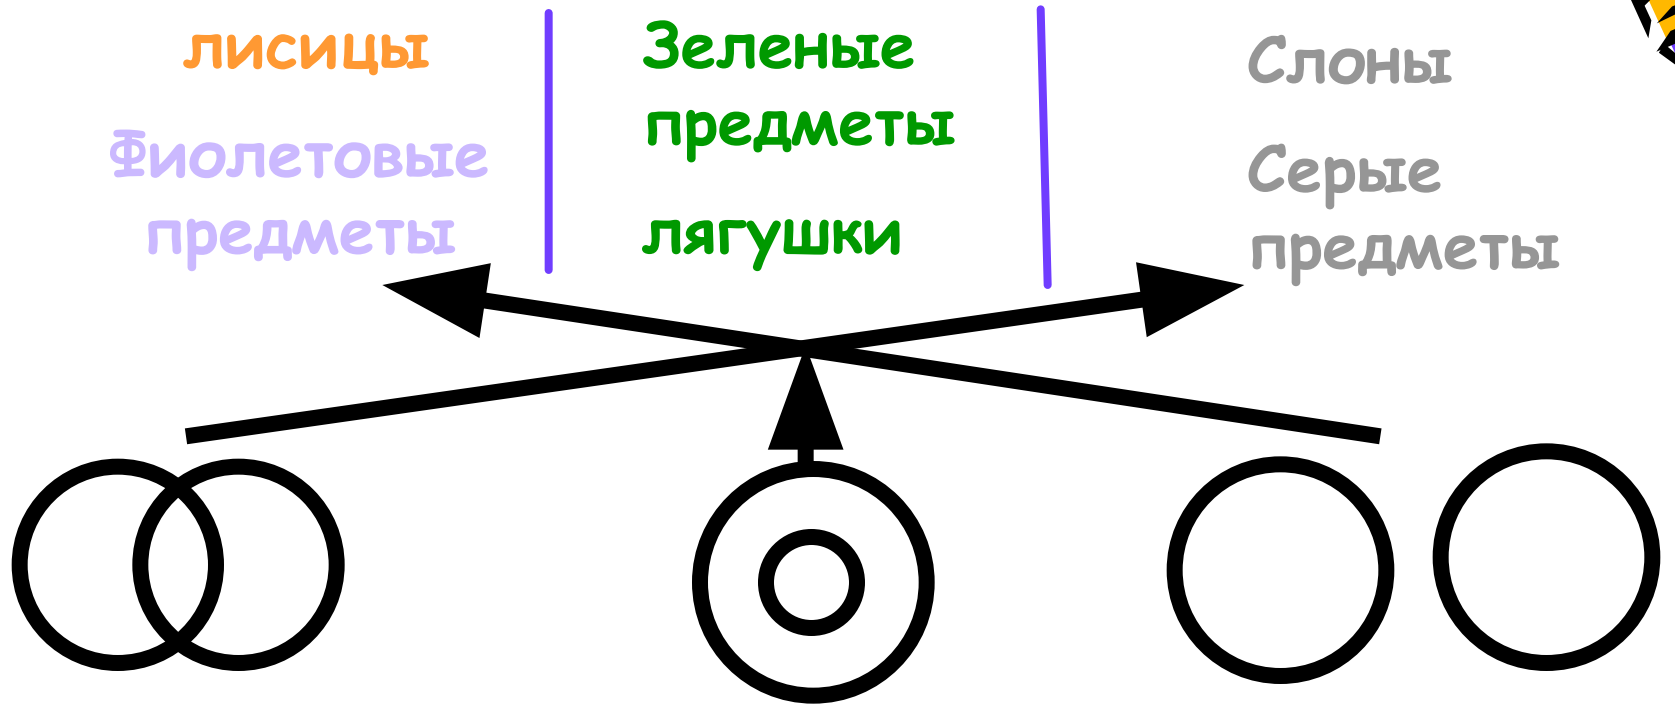 лисицы
Фиолетовые
предметы
Зеленые
предметы
лягушки
Слоны
Серые
предметы